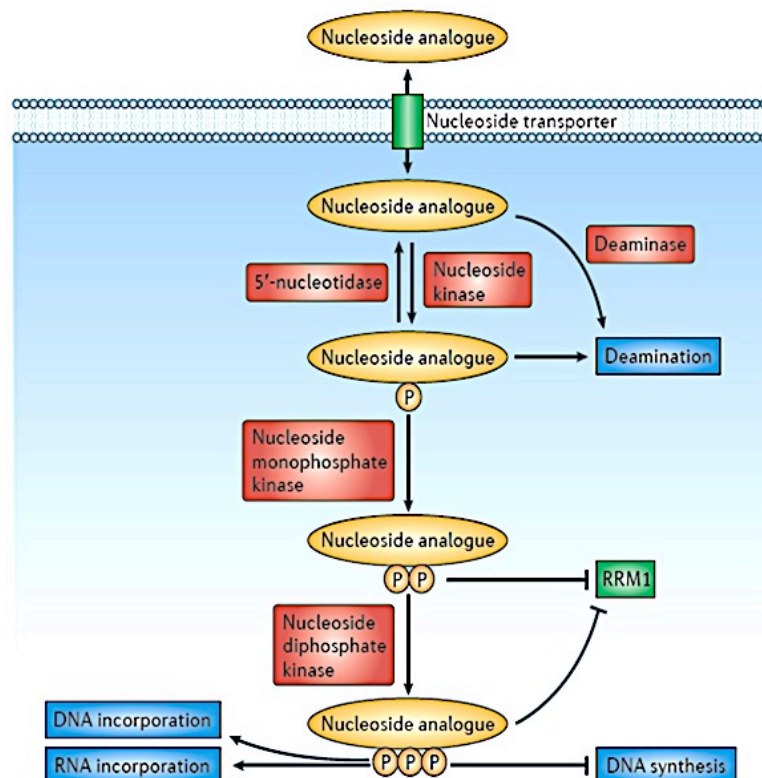 Nucleoside analogue
Nucleoside transporter
Nucleoside analogue
Deaminase
5′-nucleotidase
Nucleoside
kinase
Nucleoside analogue
Deamination
P
Nucleoside
monophosphate
kinase
Nucleoside analogue
P P
RRM1
Nucleoside
diphosphate
kinase
DNA incorporation
Nucleoside analogue
RNA incorporation
P P P
DNA synthesis